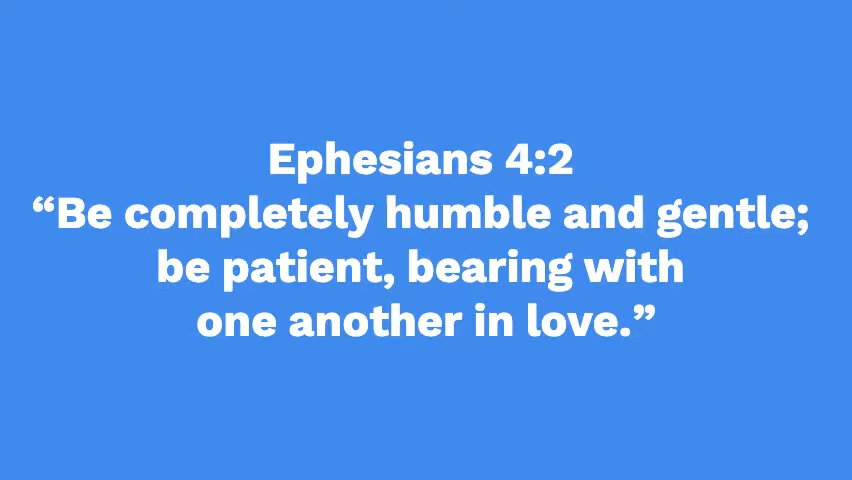 Ephesians 4:2
“Be completely humble and gentle;
be patient, bearing with
one another in love.”